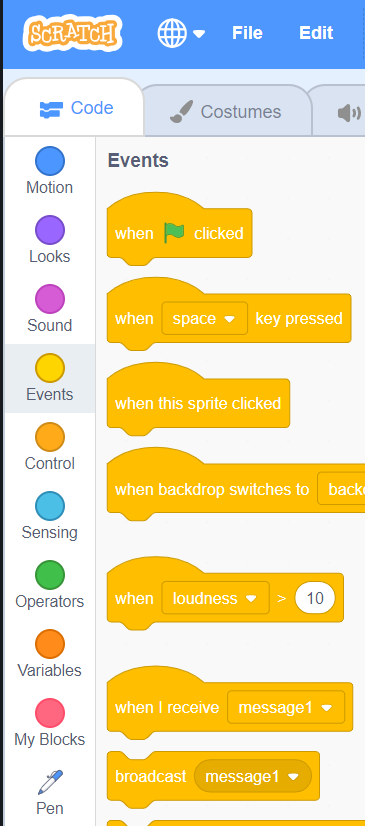 SCRATCH
File
Edit
Code
Costumes
Motion
Looks
Sound
Events
Control
Sensing
Operators
Variables
My Blocks
Pen
Events
when clicked
when space key pressed
when this sprite clicked
when backdrop switches to
when loudness > 10
when I receive message1
broadcast message1